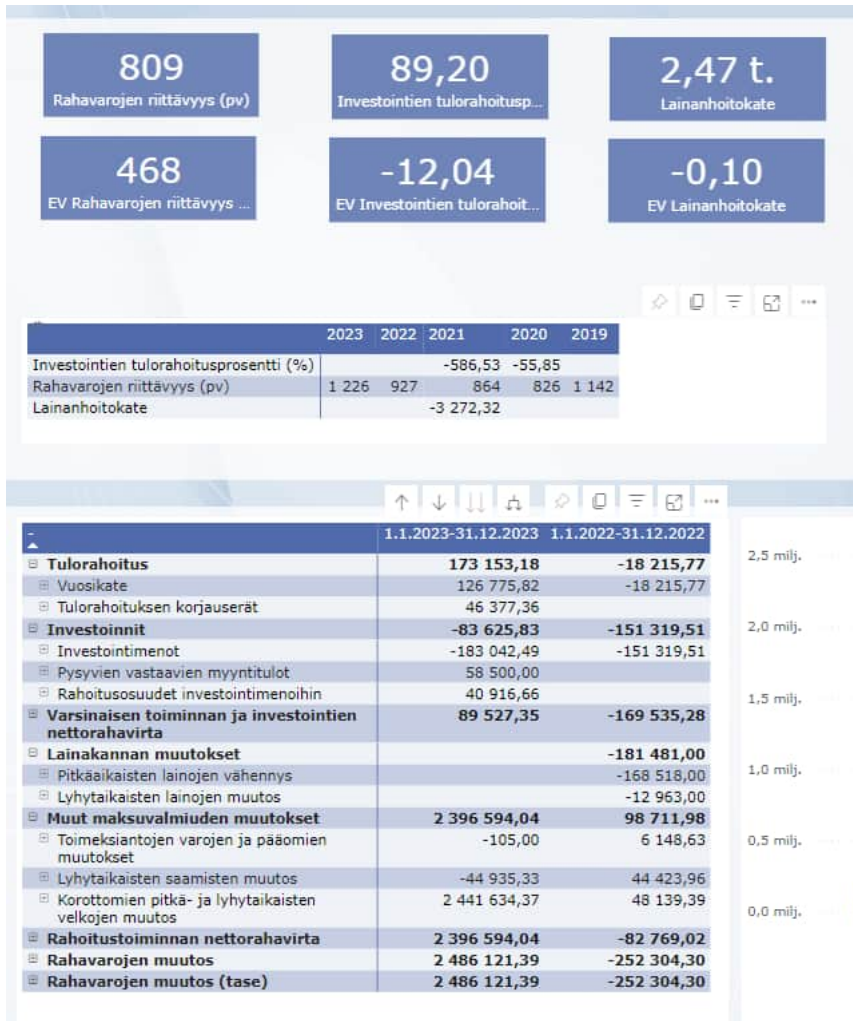 809 89,20 2,47 t.
Rahavarojen riittävyys (pv) Investointien tulorahoitusp... Lainanhoitokate
468 -12,04 -0,10
EV Rahavarojen riittävyys ... EV Investointien tulorahoit... EV Lainanhoitokate
2023 2022 2021 2020 2019
Investointien tulorahoitusprosentti (%) -586,53 -55,85
Rahavarojen riittävyys (pv) 1 226 927 864 826 1 142
Lainanhoitokate -3 272,32
- 1.1.2023-31.12.2023 1.1.2022-31.12.2022
Tulorahoitus 173 153,18 -18 215,77
Vuosikate 126 775,82 -18 215,77
Tulorahoituksen korjauserät 46 377,36
Investoinnit -83 625,83 -151 319,51
Investointimenot -183 042,49 -151 319,51
Pysyvien vastaavien myyntitulot 58 500,00
Rahoitusosuudet investointimenoihin 40 916,66
Varsinaisen toiminnan ja investointien 89 527,35 -169 535,28
nettorahavirta
Lainakannan muutokset -181 481,00
Pitkäaikaisten lainojen vähennys -168 518,00
Lyhytaikaisten lainojen muutos -12 963,00
Muut maksuvalmiuden muutokset 2 396 594,04 98 711,98
Toimeksiantojen varojen ja pääomien -105,00 6 148,63
muutokset
Lyhytaikaisten saamisten muutos -44 935,33 44 423,96
Korottomien pitkä- ja lyhytaikaisten 2 441 634,37 48 139,39
velkojen muutos
Rahoitustoiminnan nettorahavirta 2 396 594,04 -82 769,02
Rahavarojen muutos 2 486 121,39 -252 304,30
Rahavarojen muutos (tase) 2 486 121,39 -252 304,30
2,5 milj.
2,0 milj.
1,5 milj.
1,0 milj.
0,5 milj.
0,0 milj.